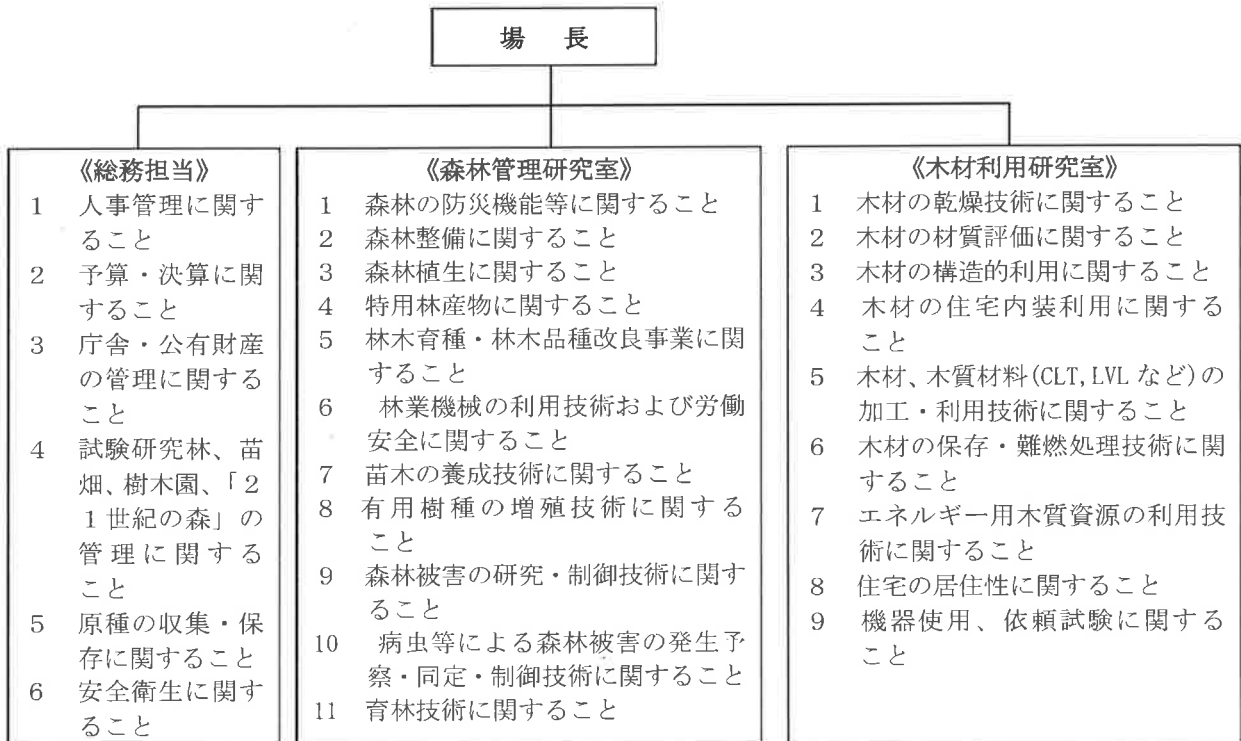 場 長
《総務担当》
1 人事管理に関す
ること
2 予算・決算に関
すること
3 庁舎・公有財産
の管理に関する
こと
4 試験研究林、苗
畑、樹木園、「2
1世紀の森」の
管理に関する
こと
5 原種の収集・保
存に関すること
6 安全衛生に関す
ること
《森林管理研究室》
1 森林の防災機能等に関すること
2 森林整備に関すること
3 森林植生に関すること
4 特用林産物に関すること
5 林木育種・林木品種改良事業に関
すること
6 林業機械の利用技術および労働
安全に関すること
7 苗木の養成技術に関すること
8 有用樹種の増殖技術に関する
こと
9 森林被害の研究・制御技術に関す
ること
10 病虫等による森林被害の発生予
察・同定・制御技術に関すること
11 育林技術に関すること
《木材利用研究室》
1 木材の乾燥技術に関すること
2 木材の材質評価に関すること
3 木材の構造的利用に関すること
4 木材の住宅内装利用に関する
こと
5 木材、木質材料(CLT,LVL など)の
加工・利用技術に関すること
6 木材の保存・難燃処理技術に関
すること
7 エネルギー用木質資源の利用技
術に関すること
8 住宅の居住性に関すること
9 機器使用、依頼試験に関する
こと